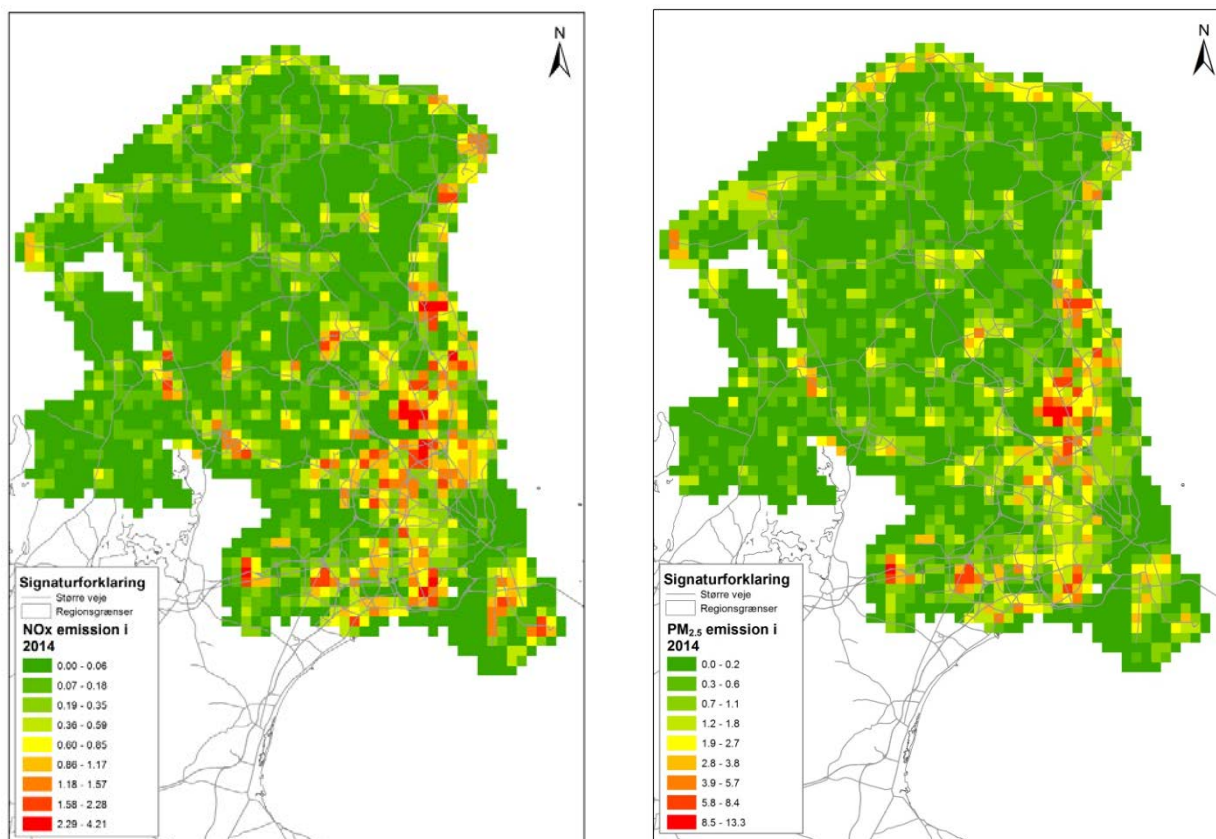 N
Signaturforklaring
Større veje
Regionsgrænser
NOx emission i
2014
0.00 - 0.06
0.07 - 0.18
0.19 - 0.35
0.36 - 0.59
0.60 - 0.85
0.86 - 1.17
1.18 - 1.57
1.58 - 2.28
2.29 - 4.21
N
Signaturforklaring
Større veje
Regionsgrænser
PM2.5 emission i
2014
0.0 - 0.2
0.3 - 0.6
0.7 - 1.1
1.2 - 1.8
1.9 - 2.7
2.8 - 3.8
3.9 - 5.7
5.8 - 8.4
8.5 - 13.3